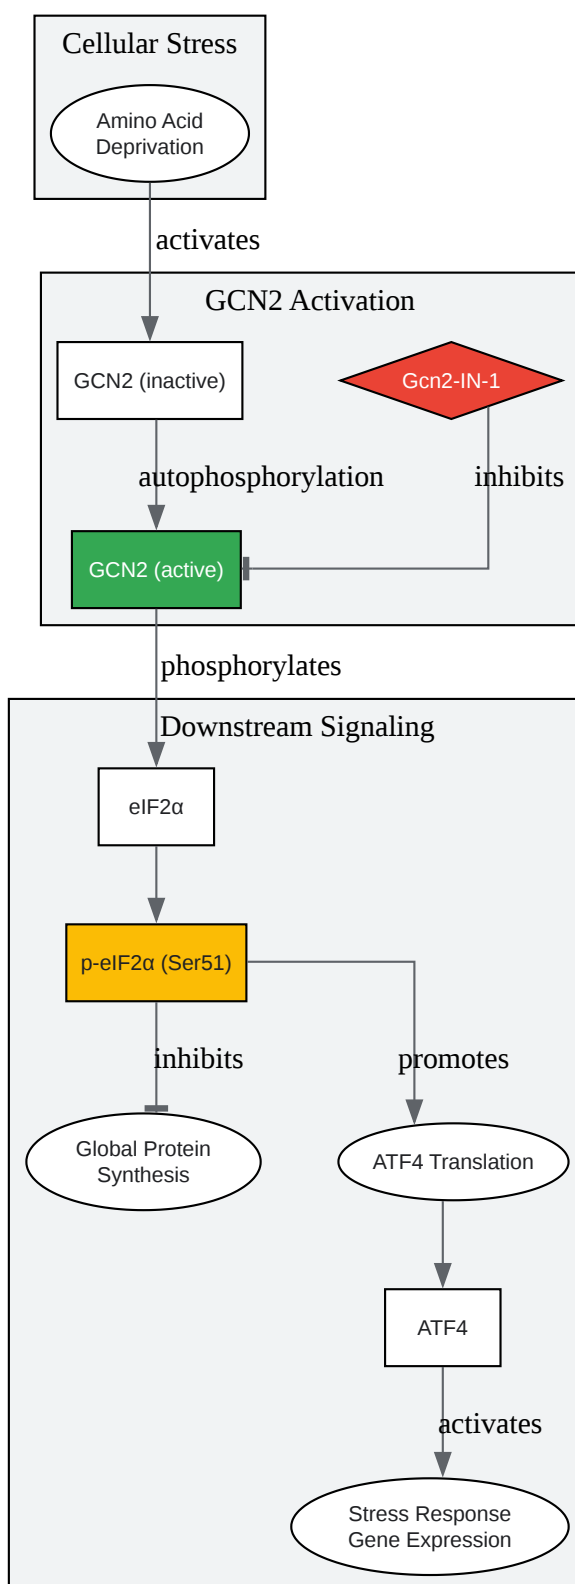 Cellular Stress
Amino Acid
Deprivation
activates
GCN2 Activation
GCN2 (inactive)
Gcn2-IN-1
autophosphorylation
inhibits
GCN2 (active)
phosphorylates
Downstream Signaling
eIF2α
p-eIF2α (Ser51)
inhibits
promotes
Global Protein
Synthesis
ATF4 Translation
ATF4
activates
Stress Response
Gene Expression